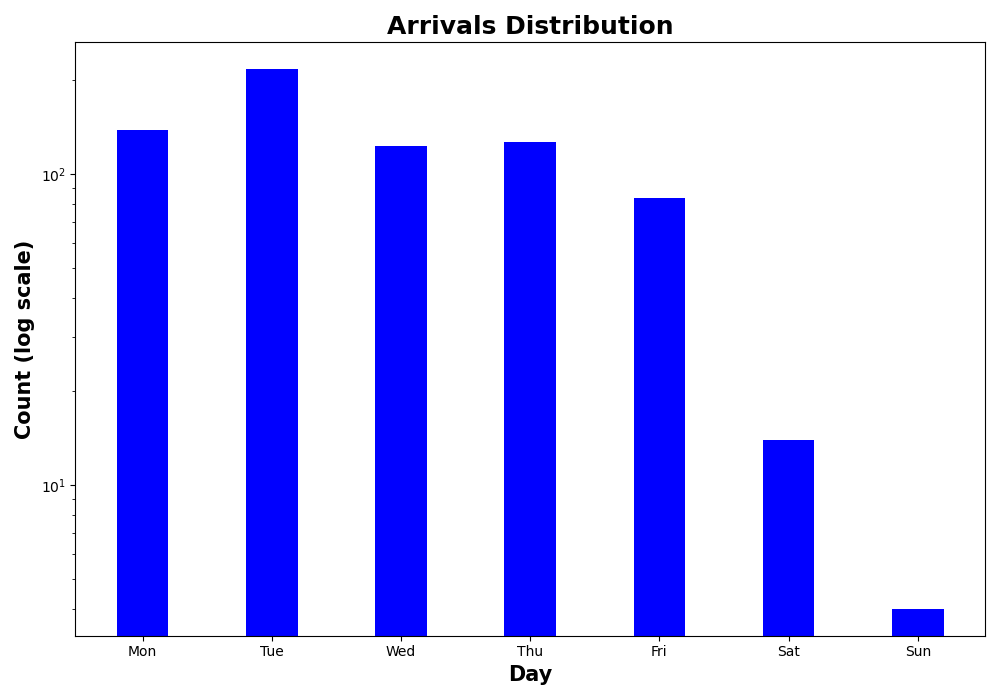 Arrivals Distribution
Count (log scale)
10²
10¹
Mon Tue Wed Thu Fri Sat Sun
Day